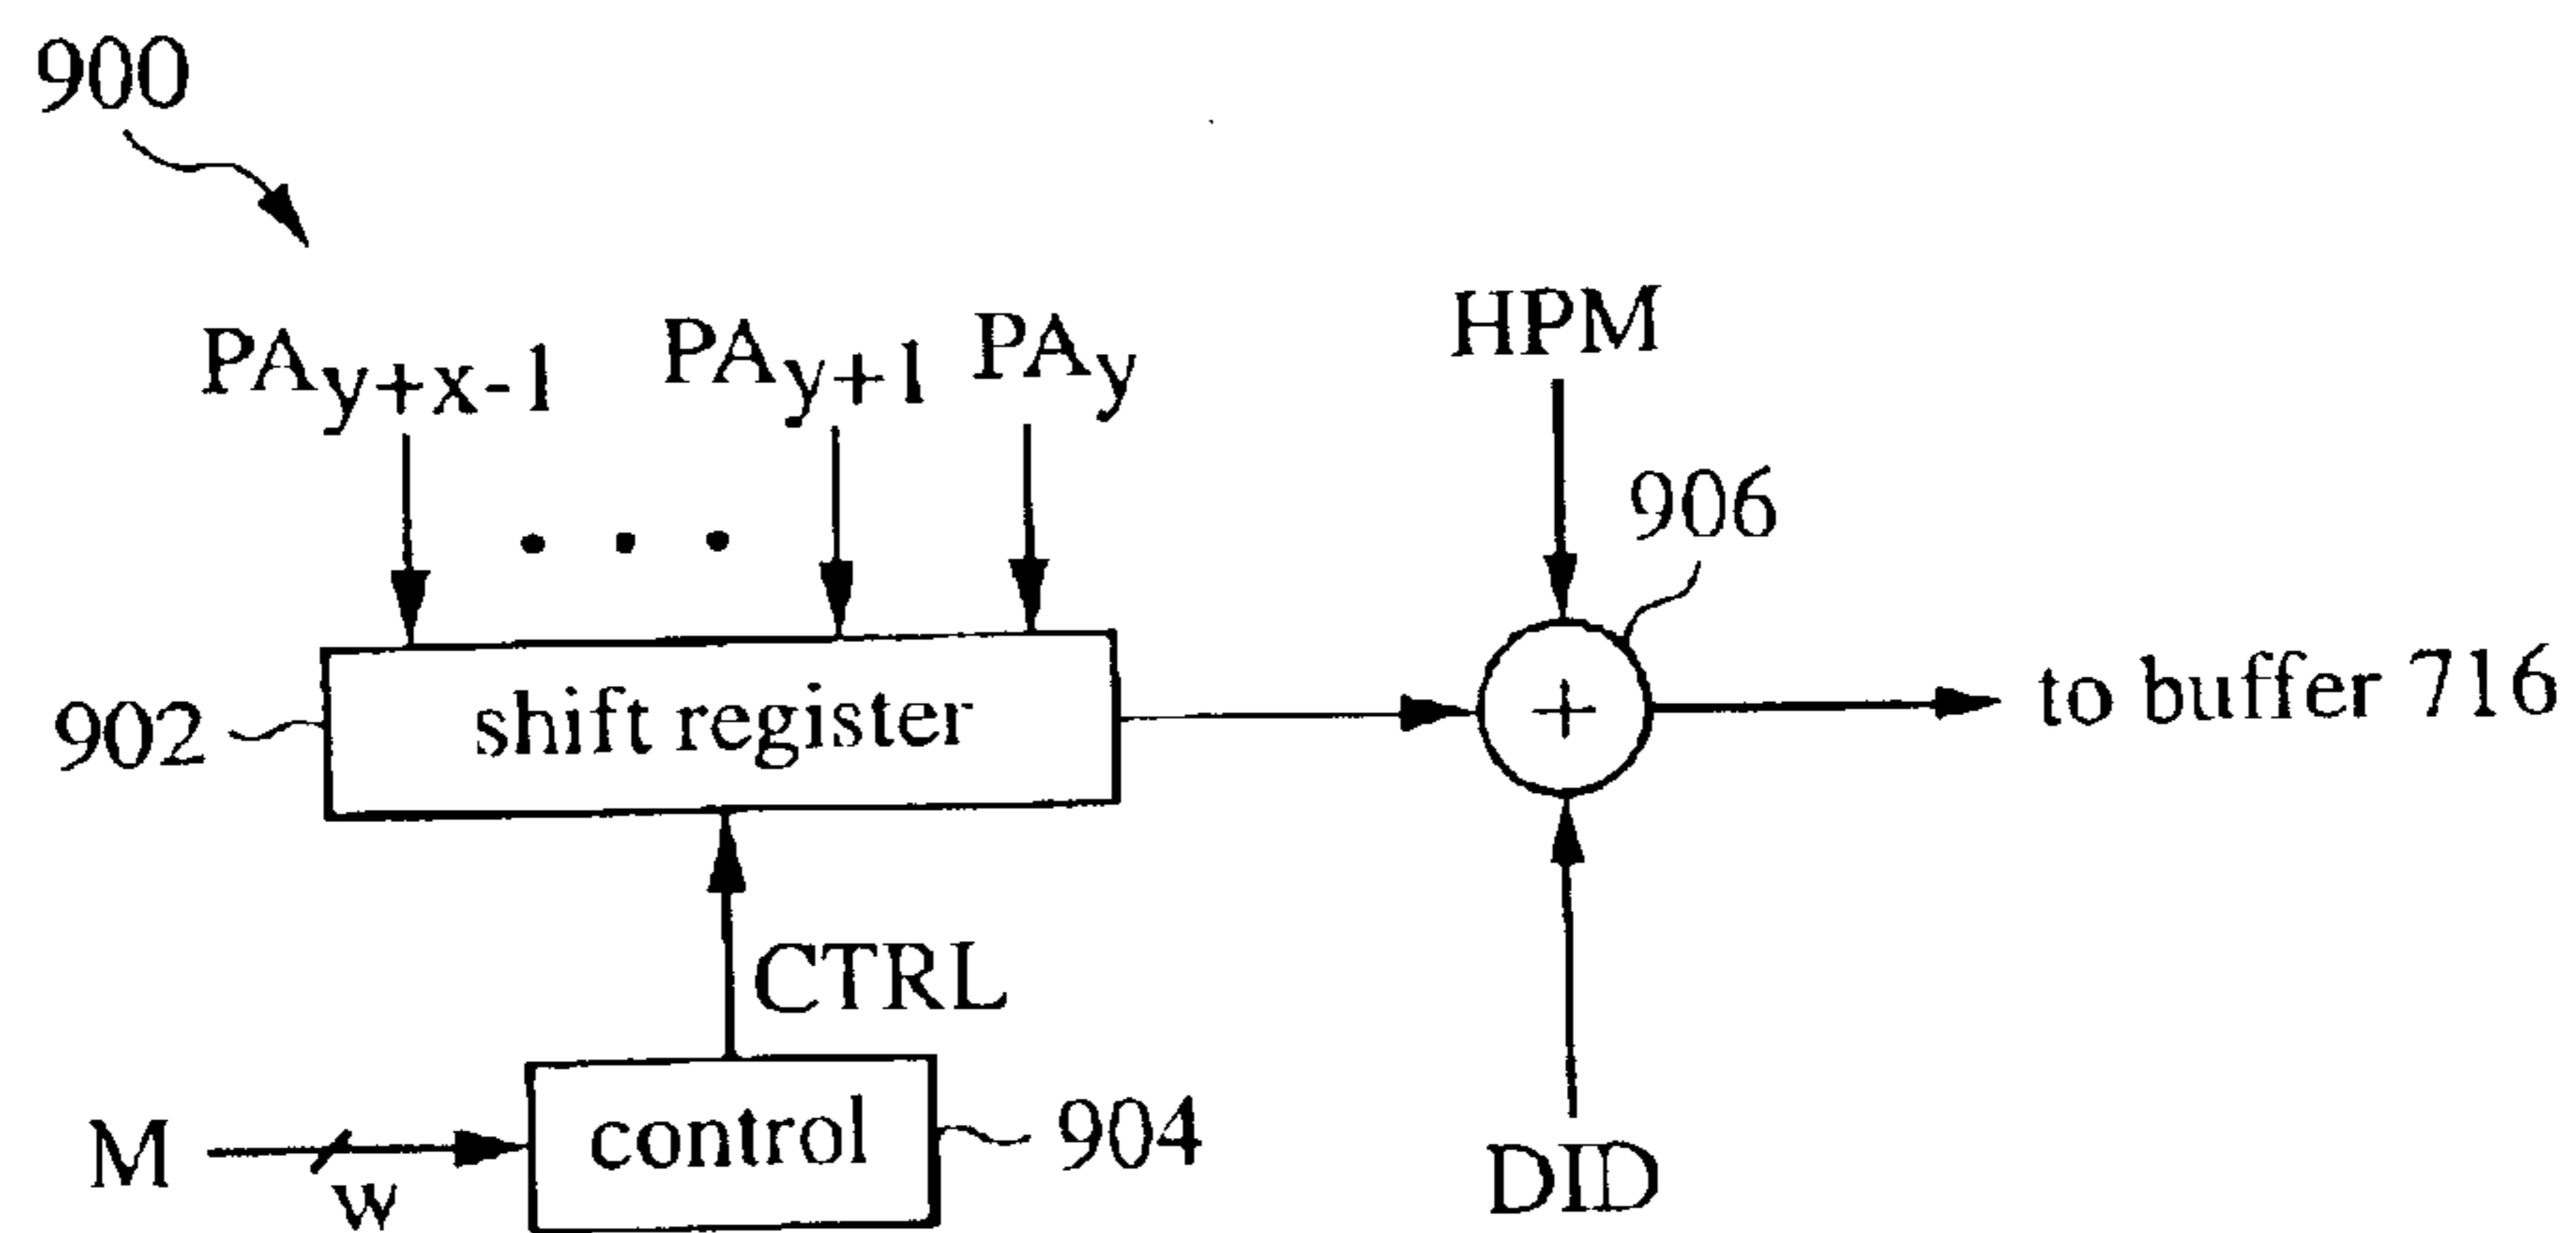 900
PAy+x-1 PAy+1 PAy
HPM
906
902
shift register
+
to buffer 716
CTRL
M
w
control
904
DID